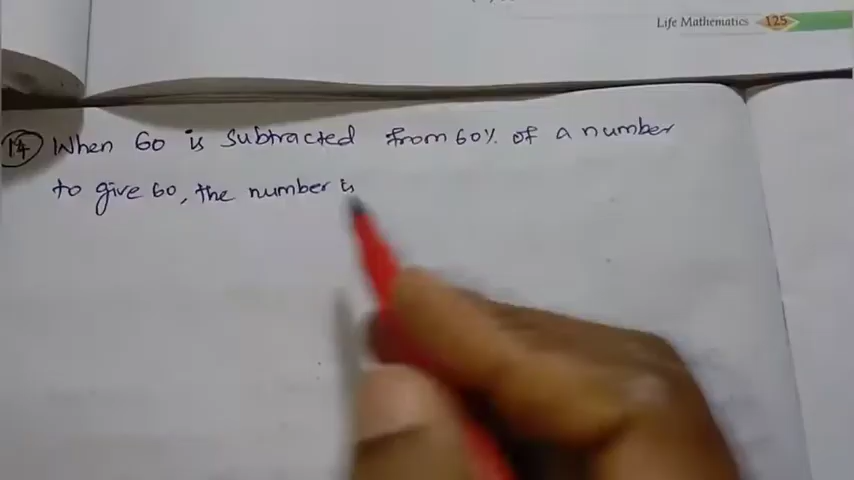 Life Mathematics 125
14 When 60 is subtracted from 60% of a number
to give 60, the number is